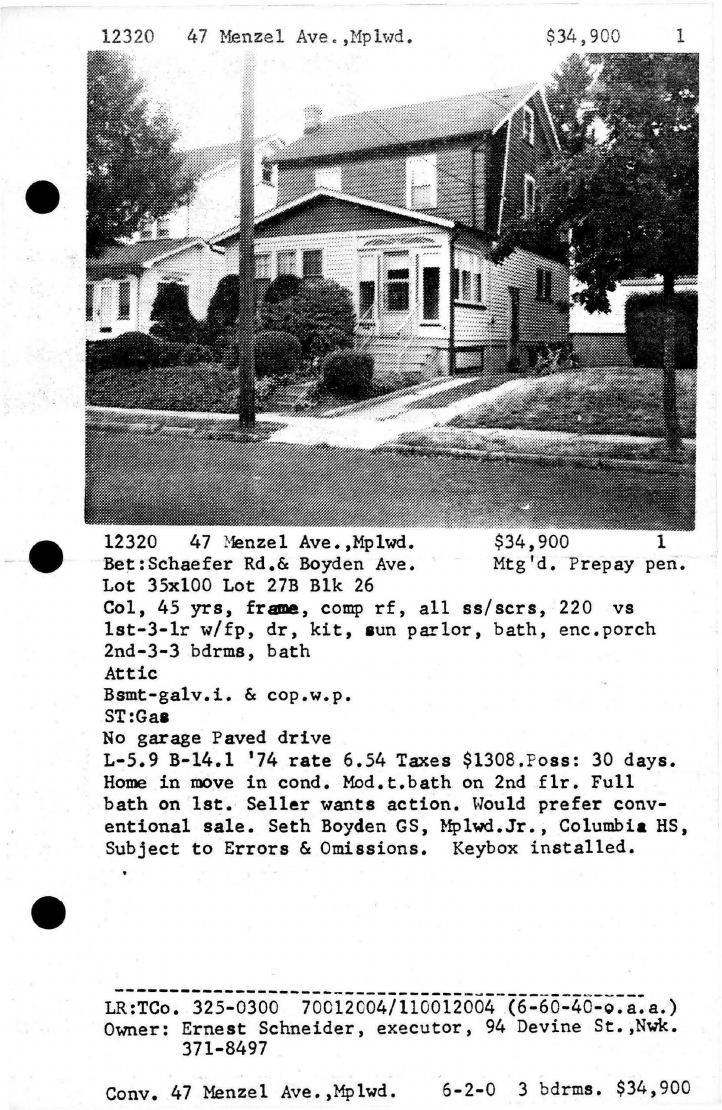 12320 47 Menzel Ave.,Mplwd. $34,900 1
12320 47 Menzel Ave.,Mplwd. $34,900 1
Bet:Schaefer Rd.& Boyden Ave. Mtg'd. Prepay pen.
Lot 35x100 Lot 27B Blk 26
Col, 45 yrs, frame, comp rf, all ss/scrs, 220 vs
1st-3-lr w/fp, dr, kit, sun parlor, bath, enc.porch
2nd-3-3 bdrms, bath
Attic
Bsmt-galv.i. & cop.w.p.
ST:Gas
No garage Paved drive
L-5.9 B-14.1 '74 rate 6.54 Taxes $1308.Poss: 30 days.
Home in move in cond. Mod.t.bath on 2nd flr. Full
bath on 1st. Seller wants action. Would prefer conv-
entional sale. Seth Boyden GS, Mplwd.Jr., Columbia HS,
Subject to Errors & Omissions. Keybox installed.
LR:TCo. 325-0300 70012004/110012004 (6-60-40-o.a.a.)
Owner: Ernest Schneider, executor, 94 Devine St.,Nwk.
371-8497
Conv. 47 Menzel Ave.,Mplwd. 6-2-0 3 bdrms. $34,900